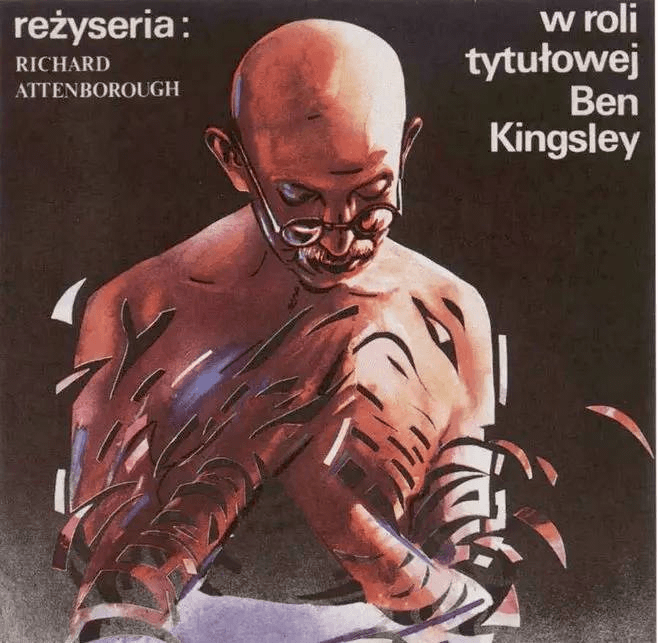 reżyseria:
RICHARD
ATTENBOROUGH
w roli
tytułowej
Ben
Kingsley